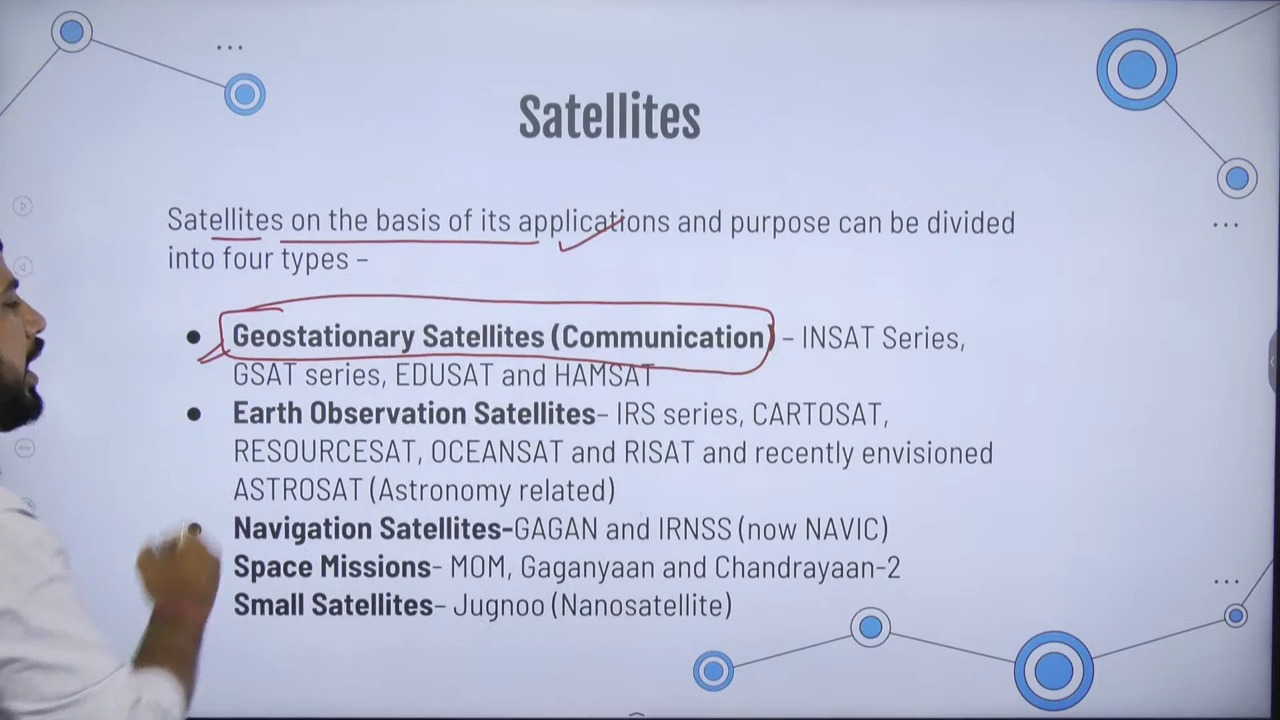 Satellites
Satellites on the basis of its applications and purpose can be divided
into four types –
● Geostationary Satellites (Communication) – INSAT Series,
GSAT series, EDUSAT and HAMSAT
● Earth Observation Satellites– IRS series, CARTOSAT,
RESOURCESAT, OCEANSAT and RISAT and recently envisioned
ASTROSAT (Astronomy related)
● Navigation Satellites-GAGAN and IRNSS (now NAVIC)
Space Missions– MOM, Gaganyaan and Chandrayaan-2
Small Satellites– Jugnoo (Nanosatellite)